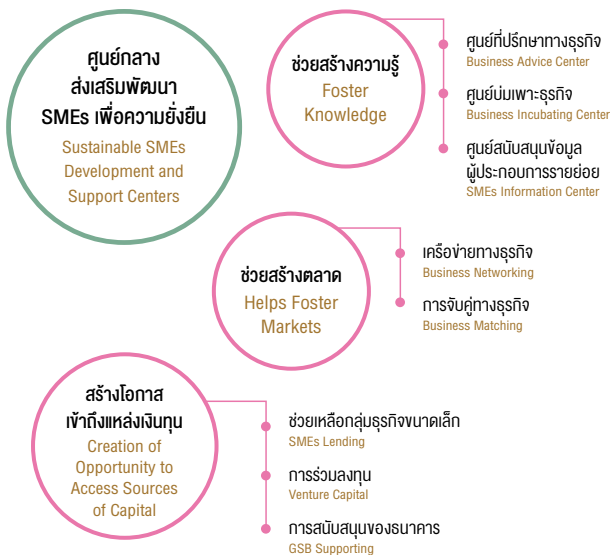 ศูนย์กลาง
ส่งเสริมพัฒนา
SMEs เพื่อความยั่งยืน
Sustainable SMEs
Development and
Support Centers
ช่วยสร้างความรู้
Foster
Knowledge
ศูนย์ที่ปรึกษาทางธุรกิจ
Business Advice Center
ศูนย์บ่มเพาะธุรกิจ
Business Incubating Center
ศูนย์สนับสนุนข้อมูล
ผู้ประกอบการรายย่อย
SMEs Information Center
ช่วยสร้างตลาด
Helps Foster
Markets
เครือข่ายทางธุรกิจ
Business Networking
การจับคู่ทางธุรกิจ
Business Matching
สร้างโอกาส
เข้าถึงแหล่งเงินทุน
Creation of
Opportunity to
Access Sources
of Capital
ช่วยเหลือกลุ่มธุรกิจขนาดเล็ก
SMEs Lending
การร่วมลงทุน
Venture Capital
การสนับสนุนของธนาคาร
GSB Supporting